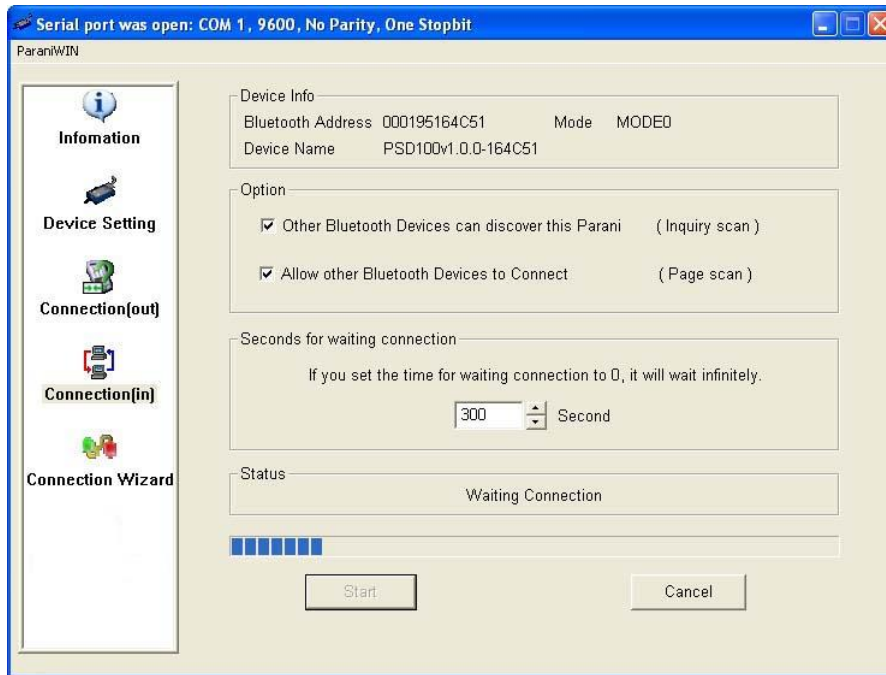 Serial port was open: COM 1, 9600, No Parity, One Stopbit
ParaniWIN
Infomation
Device Setting
Connection(out)
Connection(in)
Connection Wizard
Device Info
Bluetooth Address 000195164C51 Mode MODE0
Device Name PSD100v1.0.0-164C51
Option
Other Bluetooth Devices can discover this Parani ( Inquiry scan )
Allow other Bluetooth Devices to Connect ( Page scan )
Seconds for waiting connection
If you set the time for waiting connection to 0, it will wait infinitely.
300 Second
Status
Waiting Connection
Start Cancel